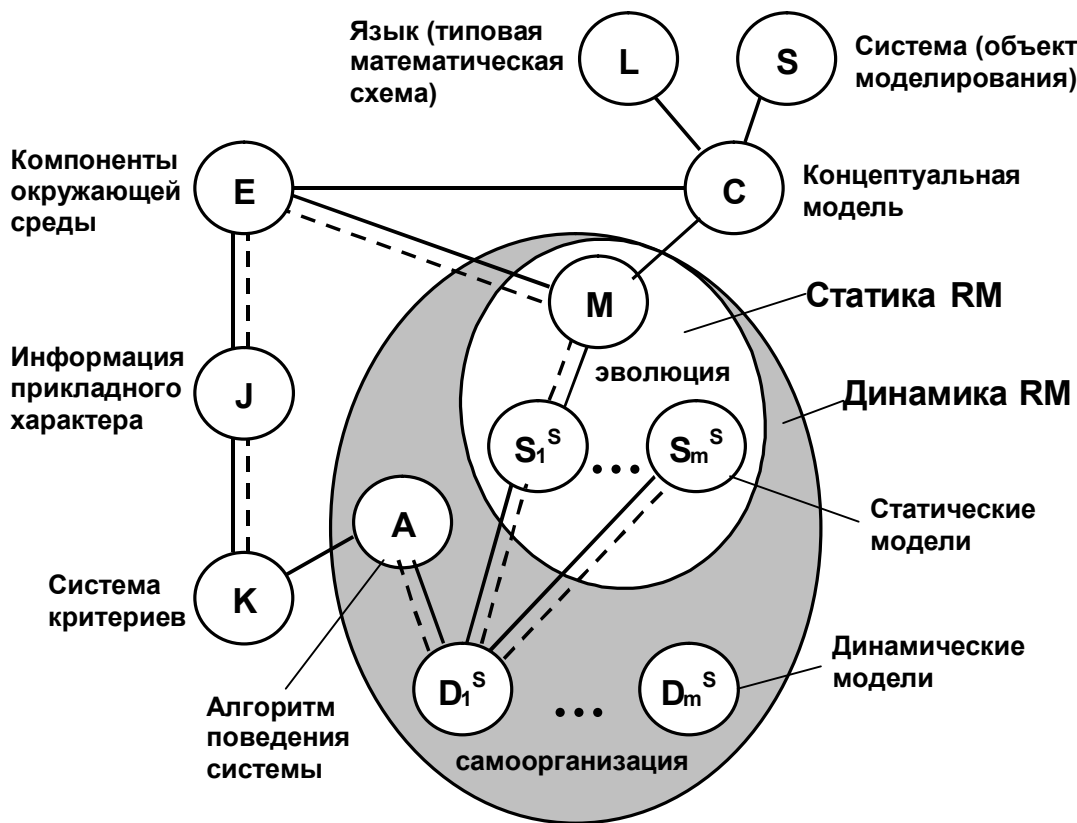 Язык (типовая
математическая
схема)
L
S
Система (объект
моделирования)
Компоненты
окружающей
среды
E
C
Концептуальная
модель
M
Статика RM
эволюция
Информация
прикладного
характера
J
Динамика RM
S₁ˢ
...
Sₘˢ
A
Статические
модели
Система
критериев
K
D₁ˢ
...
Dₘˢ
Динамические
модели
Алгоритм
поведения
системы
самоорганизация